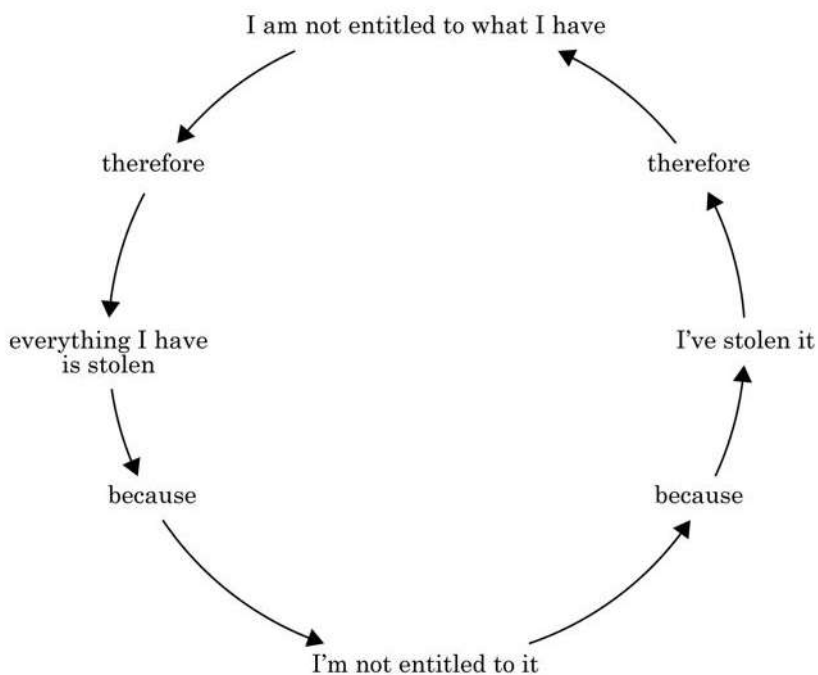 I am not entitled to what I have
therefore
everything I have
is stolen
because
I'm not entitled to it
because
I've stolen it
therefore